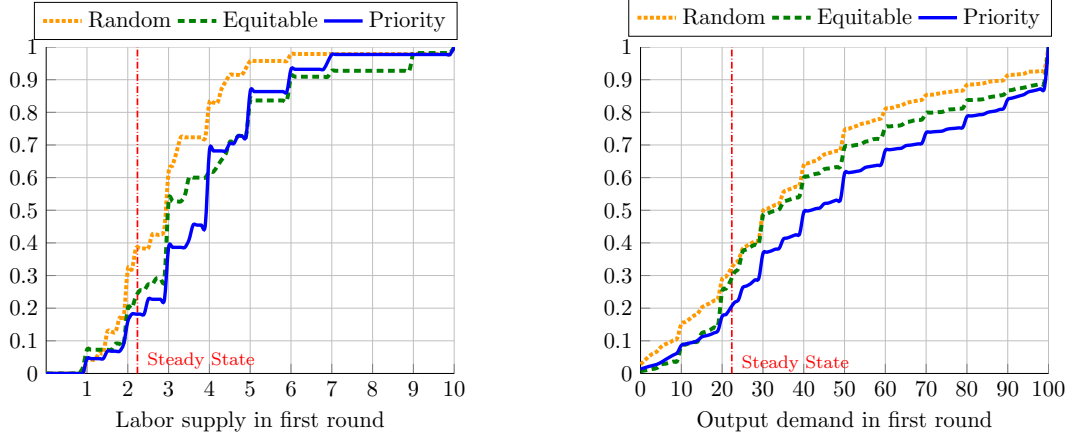 Random Equitable Priority
1
0.9
0.8
0.7
0.6
0.5
0.4
0.3
0.2
0.1
0
1 2 3 4 5 6 7 8 9 10
Steady State
Labor supply in first round
Random Equitable Priority
1
0.9
0.8
0.7
0.6
0.5
0.4
0.3
0.2
0.1
0
0 10 20 30 40 50 60 70 80 90 100
Steady State
Output demand in first round